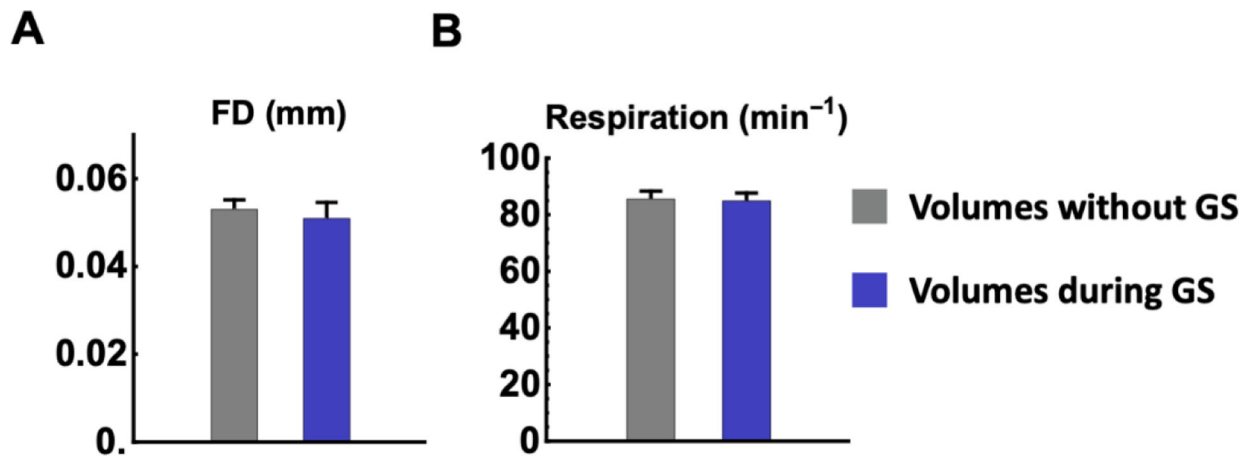 A
B
FD (mm)
Respiration (min⁻¹)
0.06
0.04
0.02
0.
100
80
60
40
20
0
Volumes without GS
Volumes during GS